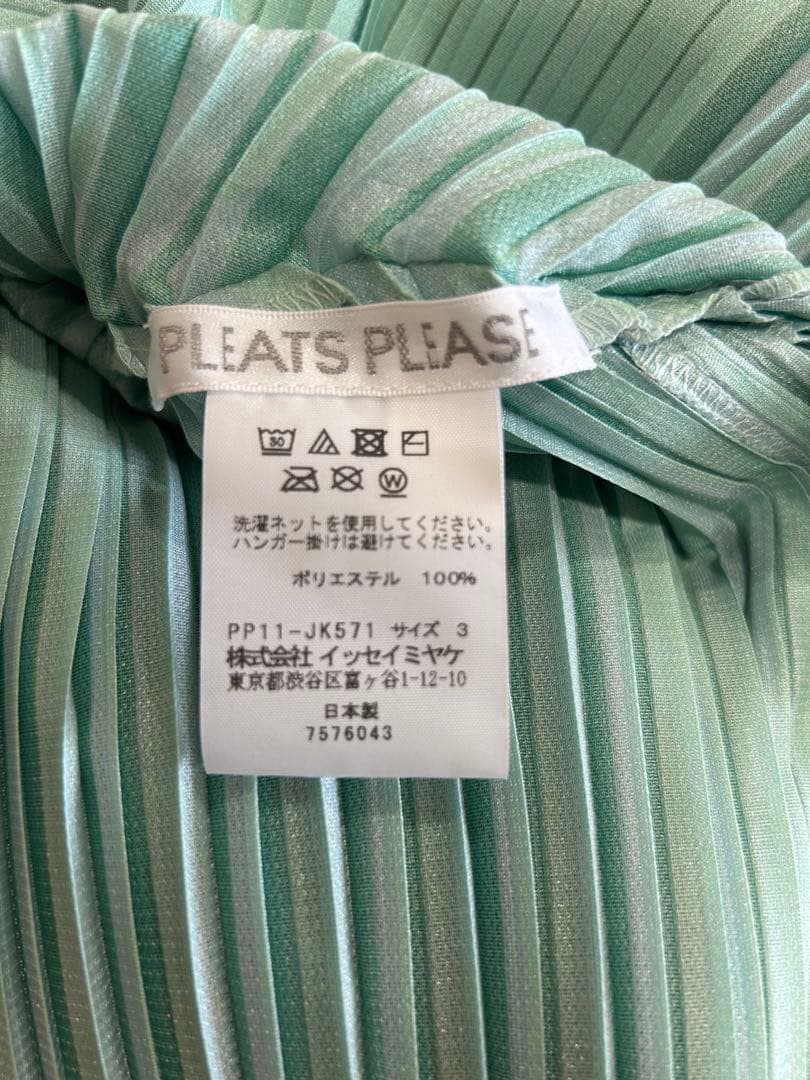 PLEATS PLEASE
30
W
洗濯ネットを使用してください。
ハンガー掛けは避けてください。
ポリエステル 100%
PP11-JK571 サイズ 3
株式会社 イッセイミヤケ
東京都渋谷区富ヶ谷1-12-10
日本製
7576043